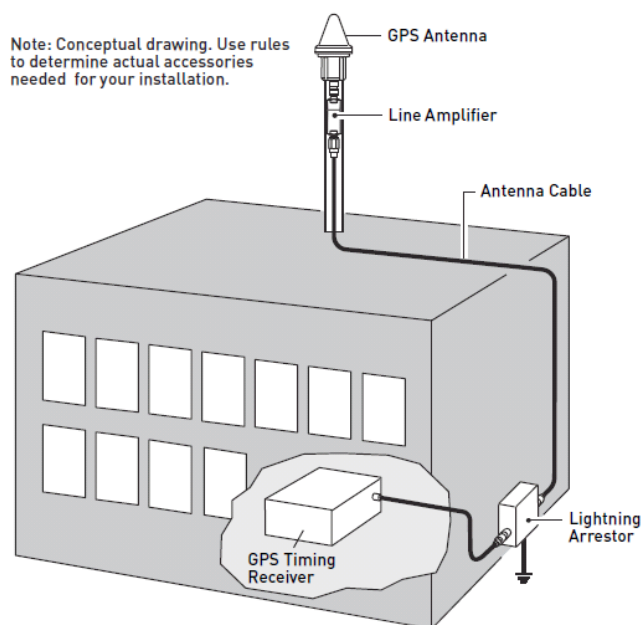 Note: Conceptual drawing. Use rules
to determine actual accessories
needed for your installation.
GPS Antenna
Line Amplifier
Antenna Cable
GPS Timing
Receiver
Lightning
Arrestor